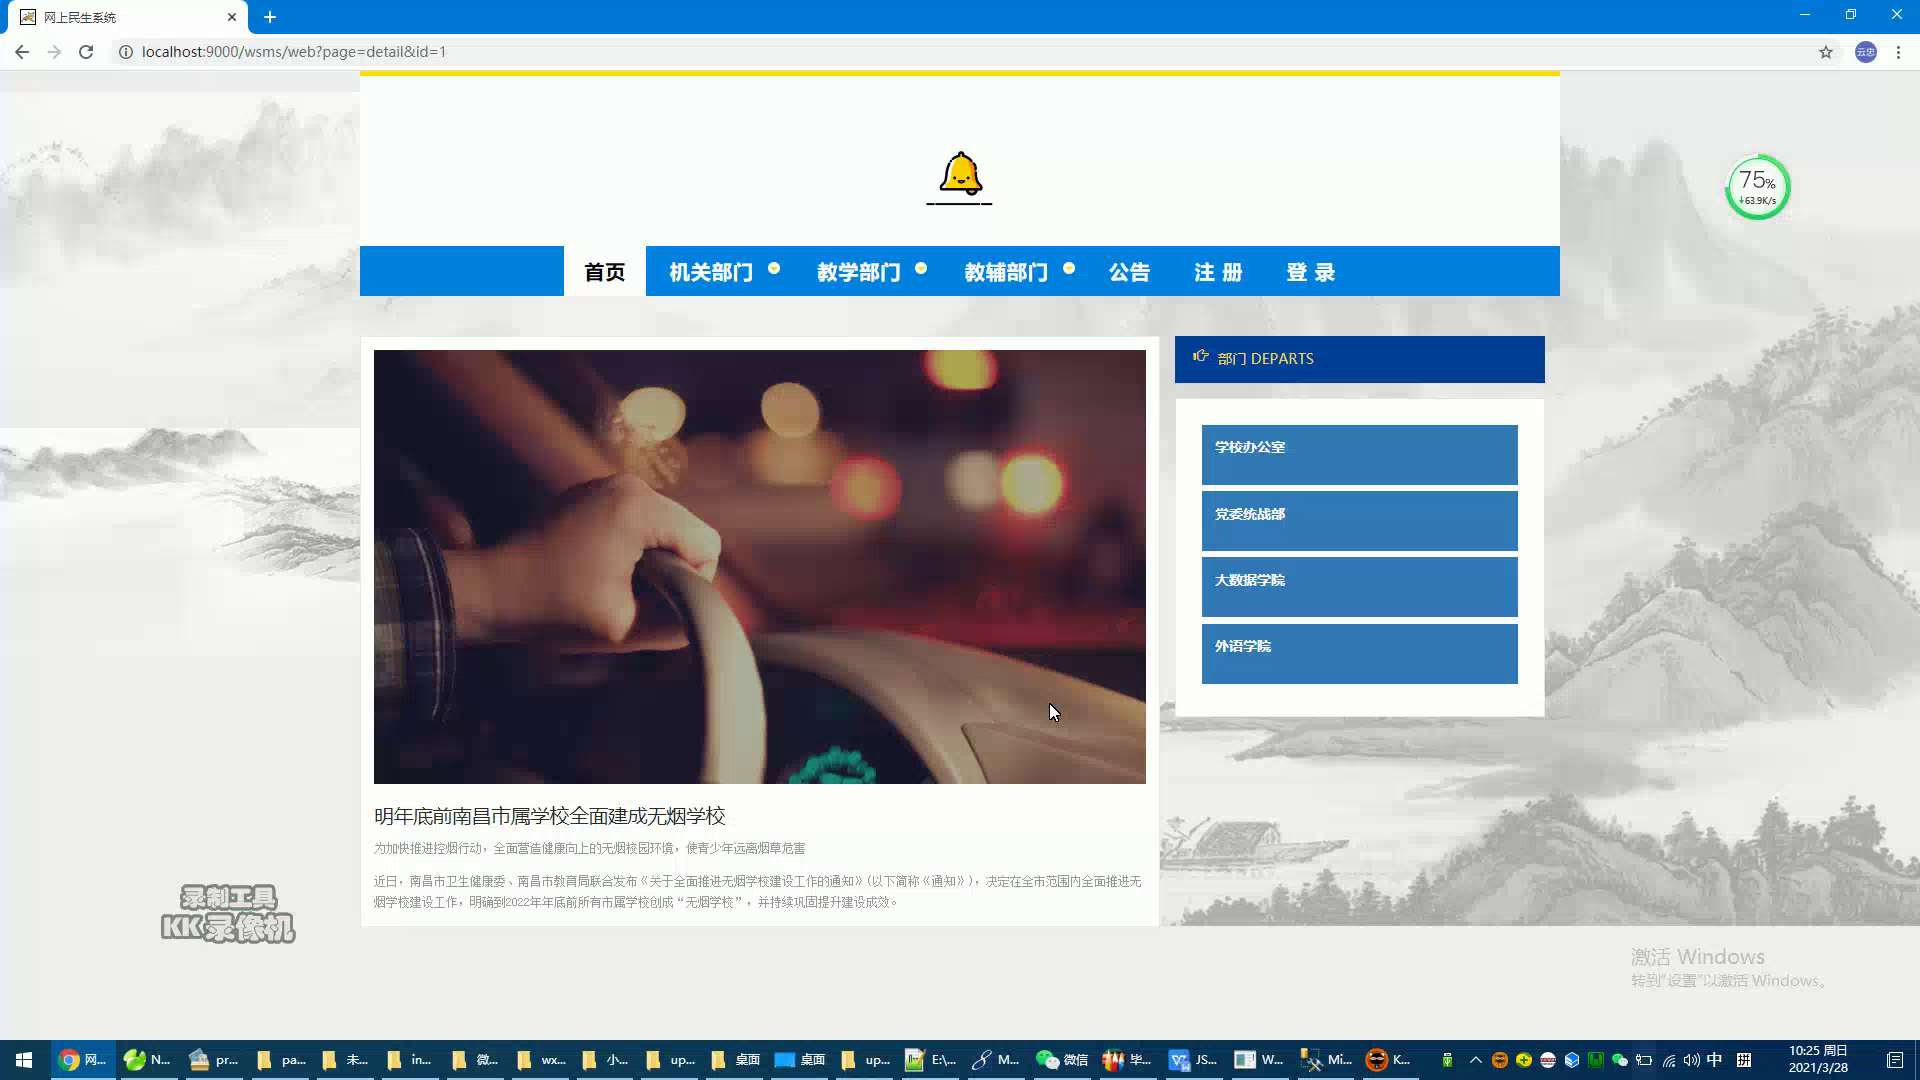 网上民生系统
localhost:9000/wsms/web?page=detail&id=1
云忠
75%
63.9K/s
首页 机关部门 教学部门 教辅部门 公告 注 册 登 录
部门 DEPARTS
学校办公室
党委统战部
大数据学院
外语学院
明年底前南昌市属学校全面建成无烟学校
为加快推进控烟行动，全面营造健康向上的无烟校园环境，使青少年远离烟草危害
近日，南昌市卫生健康委、南昌市教育局联合发布《关于全面推进无烟学校建设工作的通知》（以下简称《通知》），决定在全市范围内全面推进无
烟学校建设工作，明确到2022年年底前所有市属学校创成“无烟学校”，并持续巩固提升建设成效。
录制工具
KK录像机
激活 Windows
转到“设置”以激活 Windows。
网... N... pr... pa... 未... in... 微... wx... 小... up... 桌面 桌面 up... E:\... M... 微信 毕... JS... W... Mi... K... 中 拼
10:25 周日
2021/3/28